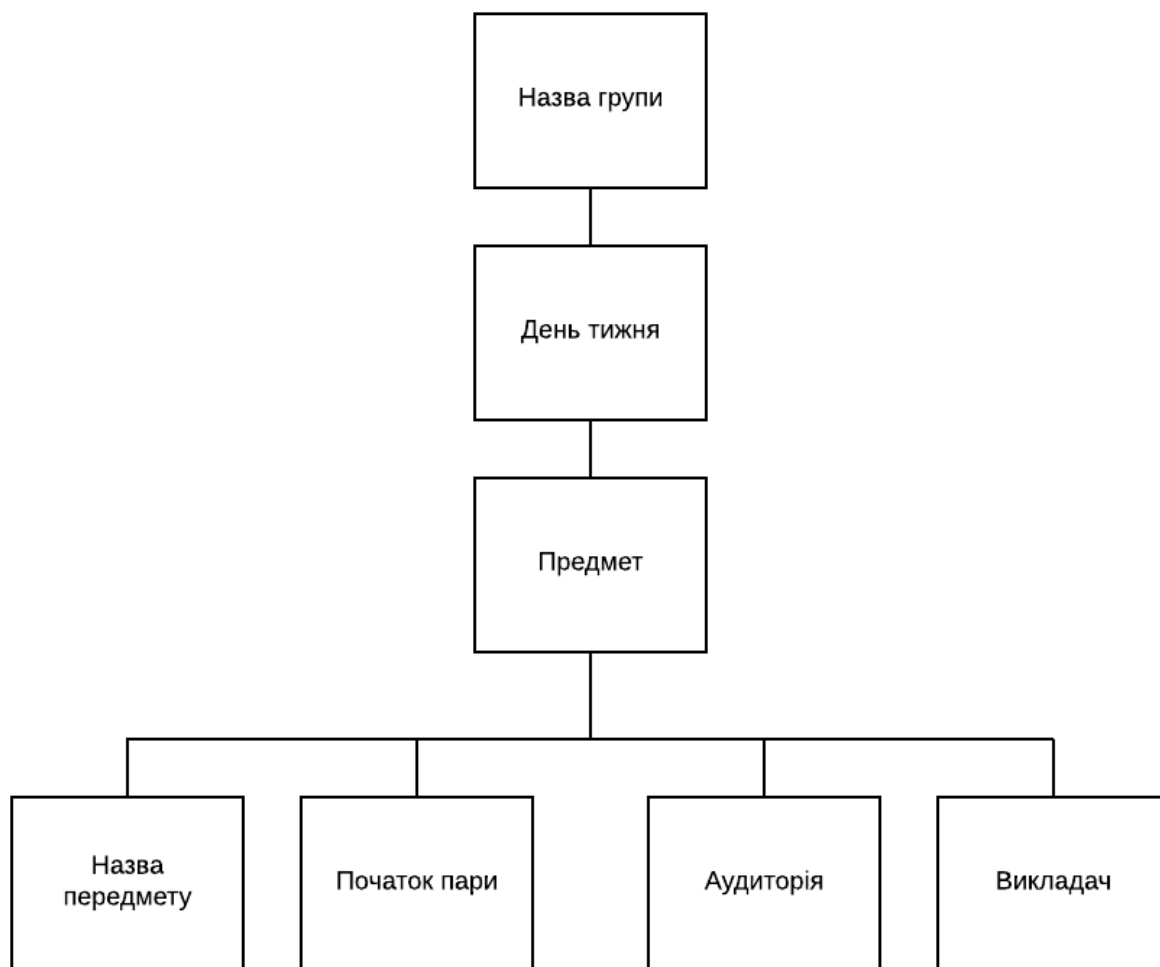 Назва групи
День тижня
Предмет
Назва
передмету
Початок пари
Аудиторія
Викладач